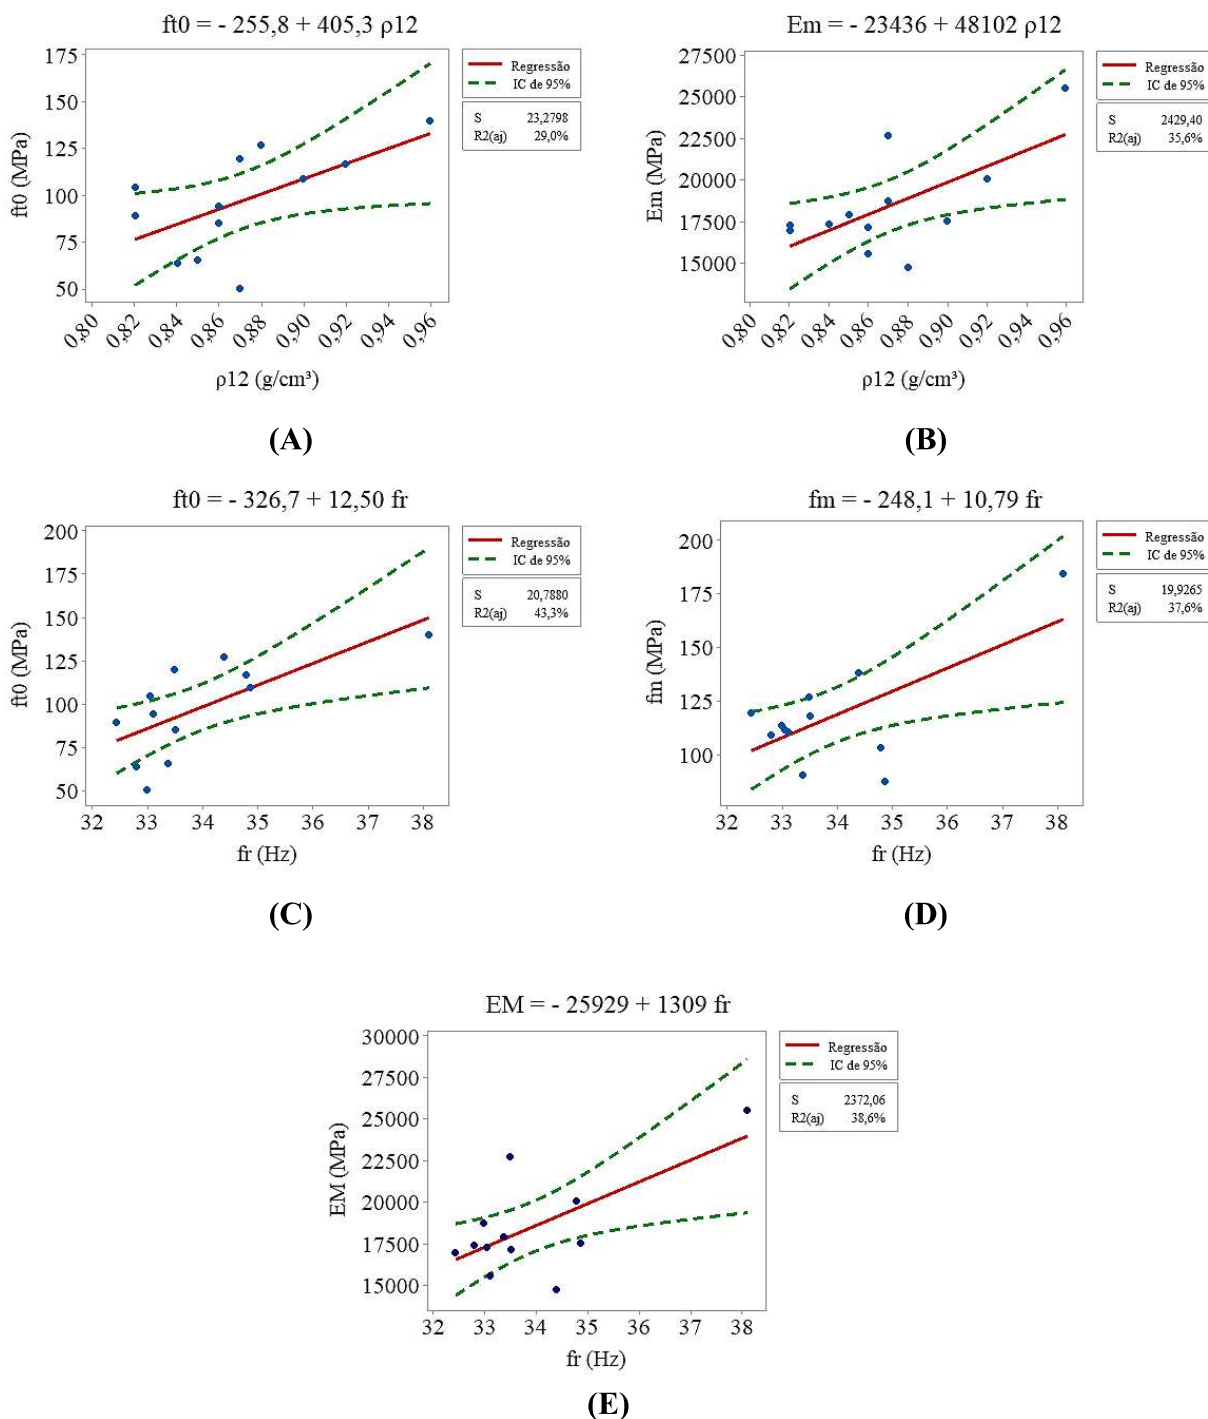 ft0 = - 255,8 + 405,3 ρ12
175
150
125
100
75
50
ft0 (MPa)
0,80 0,82 0,84 0,86 0,88 0,90 0,92 0,94 0,96
ρ12 (g/cm³)
Regressão
IC de 95%
S 23,2798
R2(aj) 29,0%
(A)
Em = - 23436 + 48102 ρ12
27500
25000
22500
20000
17500
15000
Em (MPa)
0,80 0,82 0,84 0,86 0,88 0,90 0,92 0,94 0,96
ρ12 (g/cm³)
Regressão
IC de 95%
S 2429,40
R2(aj) 35,6%
(B)
ft0 = - 326,7 + 12,50 fr
200
175
150
125
100
75
50
ft0 (MPa)
32 33 34 35 36 37 38
fr (Hz)
Regressão
IC de 95%
S 20,7880
R2(aj) 43,3%
(C)
fm = - 248,1 + 10,79 fr
200
175
150
125
100
fm (MPa)
32 33 34 35 36 37 38
fr (Hz)
Regressão
IC de 95%
S 19,9265
R2(aj) 37,6%
(D)
EM = - 25929 + 1309 fr
30000
27500
25000
22500
20000
17500
15000
EM (MPa)
32 33 34 35 36 37 38
fr (Hz)
Regressão
IC de 95%
S 2372,06
R2(aj) 38,6%
(E)